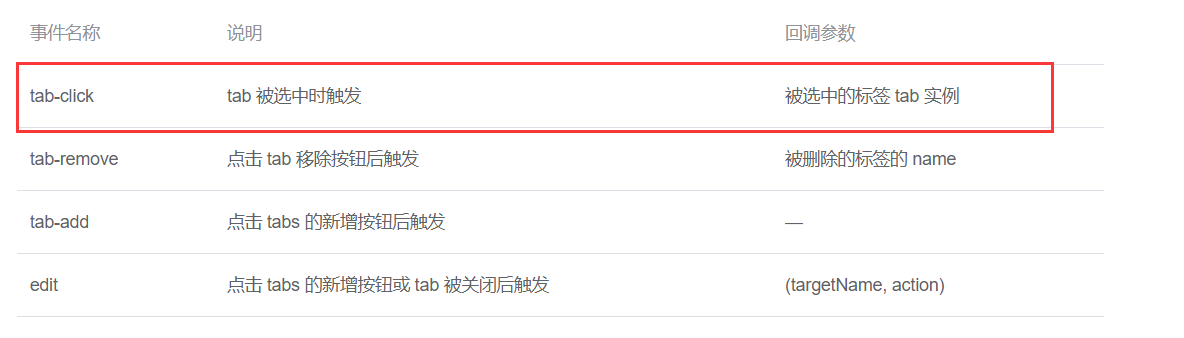 事件名称 说明 回调参数
tab-click tab 被选中时触发 被选中的标签 tab 实例
tab-remove 点击 tab 移除按钮后触发 被删除的标签的 name
tab-add 点击 tabs 的新增按钮后触发 —
edit 点击 tabs 的新增按钮或 tab 被关闭后触发 (targetName, action)